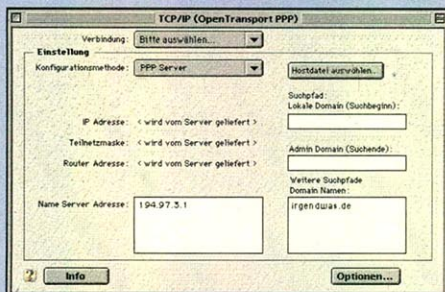 TCP/IP (OpenTransport PPP)
Verbindung: Bitte auswählen...
Einstellung
Konfigurationsmethode: PPP Server
Hostdatei auswählen...
Suchpfad:
Lokale Domain (Suchbeginn):
IP Adresse: < wird vom Server geliefert >
Teilnetzmaske: < wird vom Server geliefert >
Router Adresse: < wird vom Server geliefert >
Admin Domain (Suchende):
Weitere Suchpfade
Domain Namen:
Name Server Adresse: 194.97.3.1
irgendwas.de
? Info
Optionen...